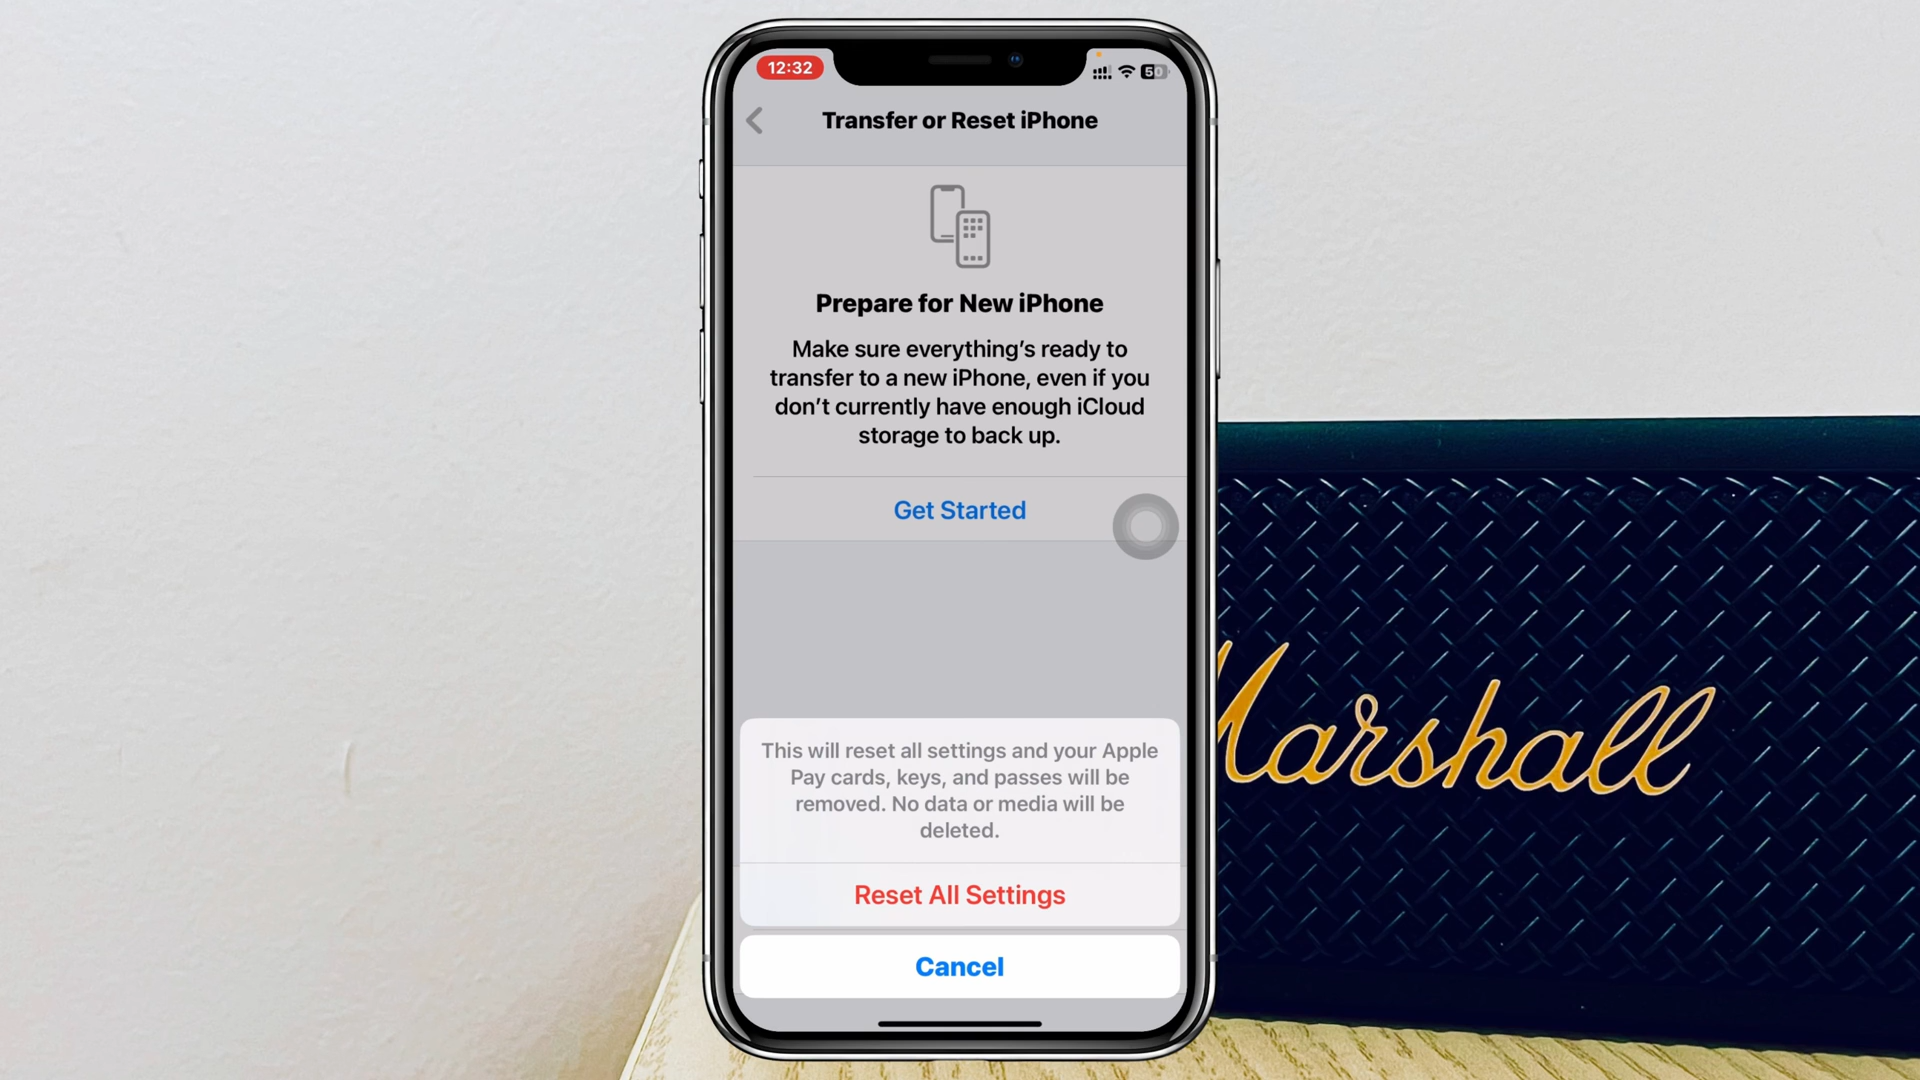 12:32
50
Transfer or Reset iPhone
Prepare for New iPhone
Make sure everything’s ready to
transfer to a new iPhone, even if you
don’t currently have enough iCloud
storage to back up.
Get Started
This will reset all settings and your Apple
Pay cards, keys, and passes will be
removed. No data or media will be
deleted.
Reset All Settings
Cancel
Marshall